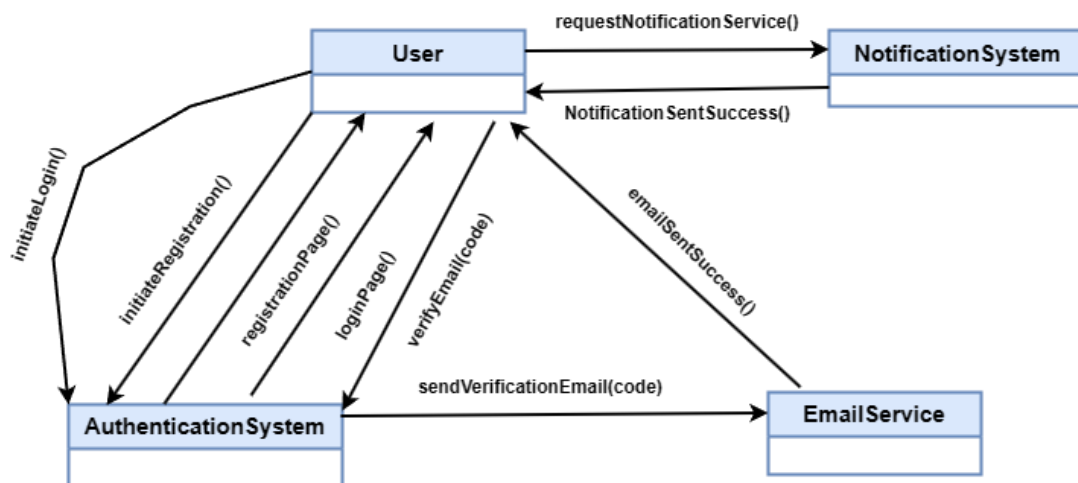 requestNotificationService()
User
NotificationSystem
NotificationSentSuccess()
initiateLogin()
initiateRegistration()
registrationPage()
loginPage()
verifyEmail(code)
emailSentSuccess()
sendVerificationEmail(code)
AuthenticationSystem
EmailService